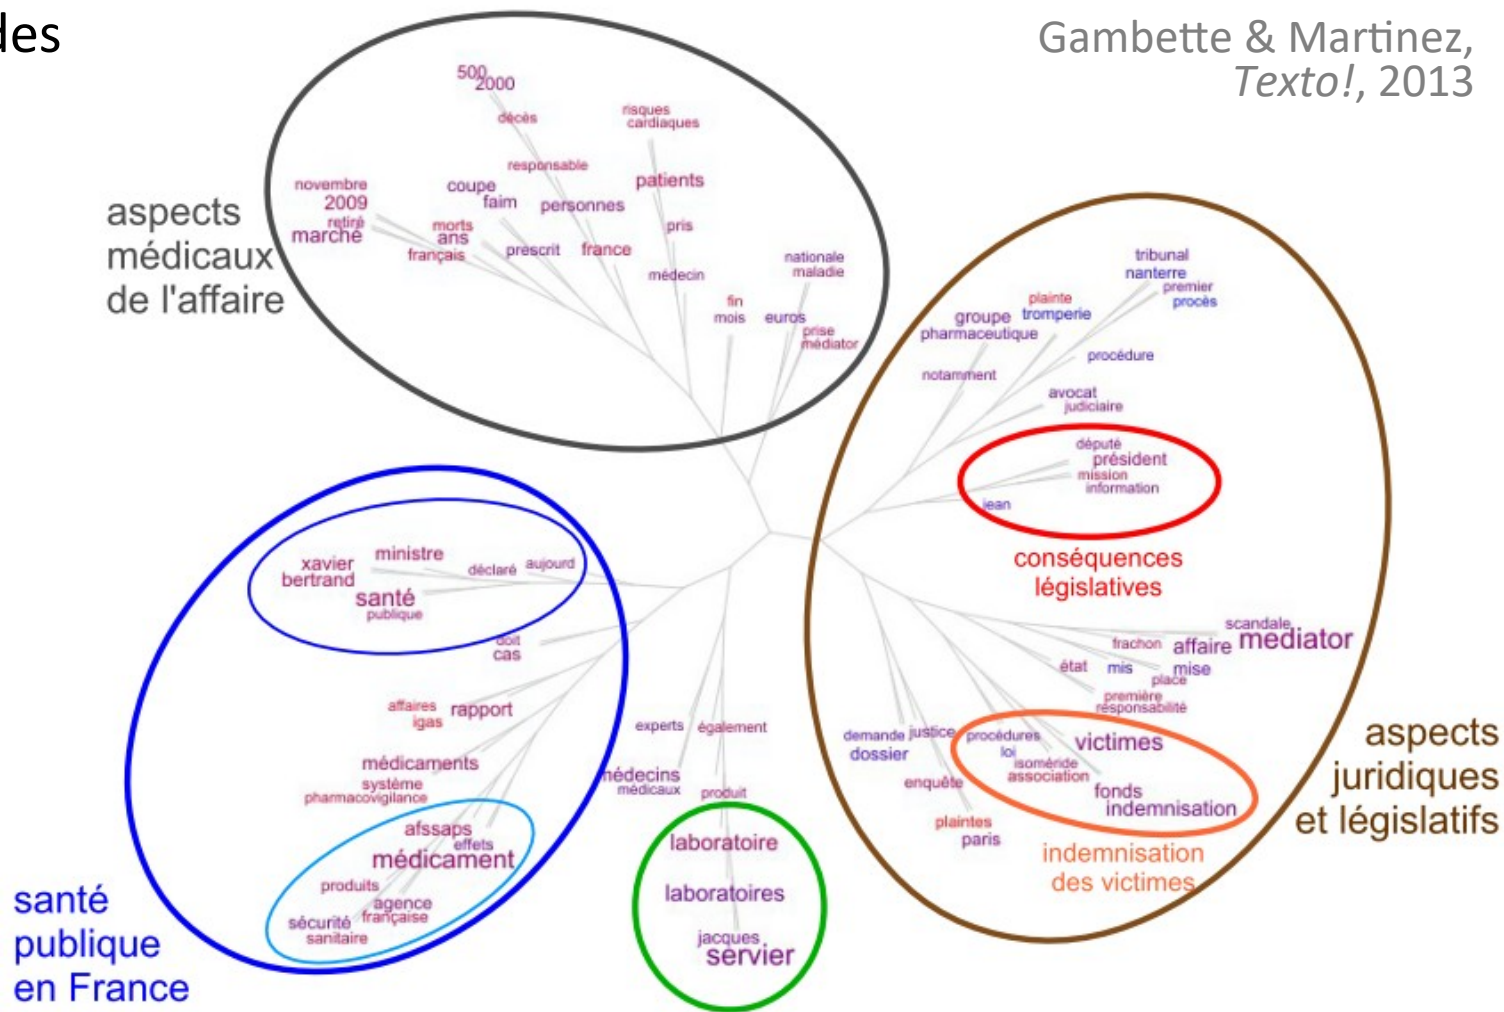 des
Gambette & Martinez,
Texto!, 2013
500
2000
décès
risques
cardiaques
responsable
patients
novembre
2009
retiré
marché
coupe
faim
personnes
morts
ans
français
prescrit
france
pris
médecin
nationale
maladie
fin
mois
euros
prise
médiator
aspects
médicaux
de l'affaire
tribunal
nanterre
premier
procès
plainte
tromperie
groupe
pharmaceutique
procédure
notamment
avocat
judiciaire
député
président
mission
information
jean
conséquences
législatives
scandale
mediator
affaire
frachon
état
mis
mise
place
première
résponsabilité
demande
justice
dossier
enquête
plaintes
paris
procédures
loi
isoméride
association
victimes
fonds
indemnisation
indemnisation
des victimes
aspects
juridiques
et législatifs
xavier
bertrand
ministre
déclaré
aujourd
santé
publique
doit
cas
affaires
igas
rapport
médicaments
système
pharmacovigilance
afssaps
effets
médicament
produits
agence
française
sécurité
sanitaire
santé
publique
en France
experts
également
médecins
médicaux
produit
laboratoire
laboratoires
jacques
servier